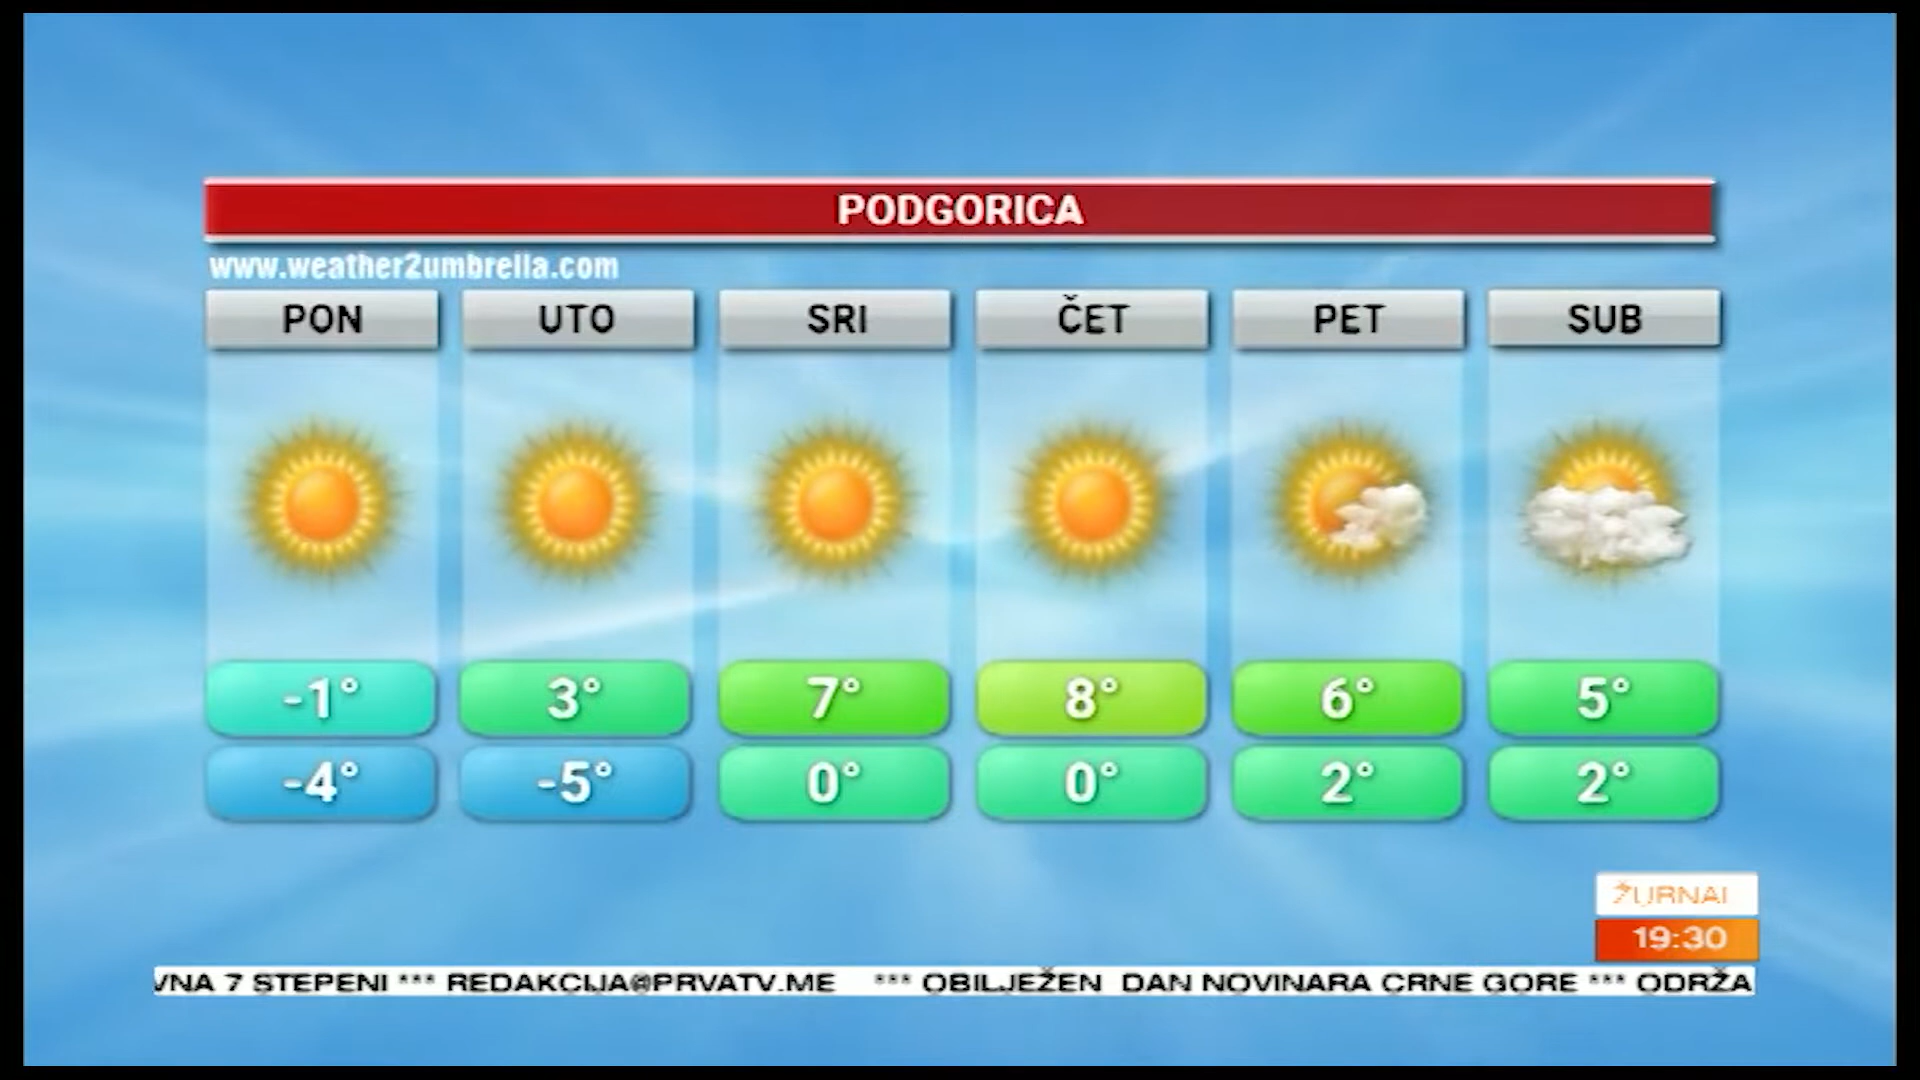 PODGORICA
www.weather2umbrella.com
PON UTO SRI ČET PET SUB
-1° 3° 7° 8° 6° 5°
-4° -5° 0° 0° 2° 2°
ŽURNAL
19:30
VNA 7 STEPENI *** REDAKCIJA@PRVATV.ME *** OBILJEŽEN DAN NOVINARA CRNE GORE *** ODRŽA